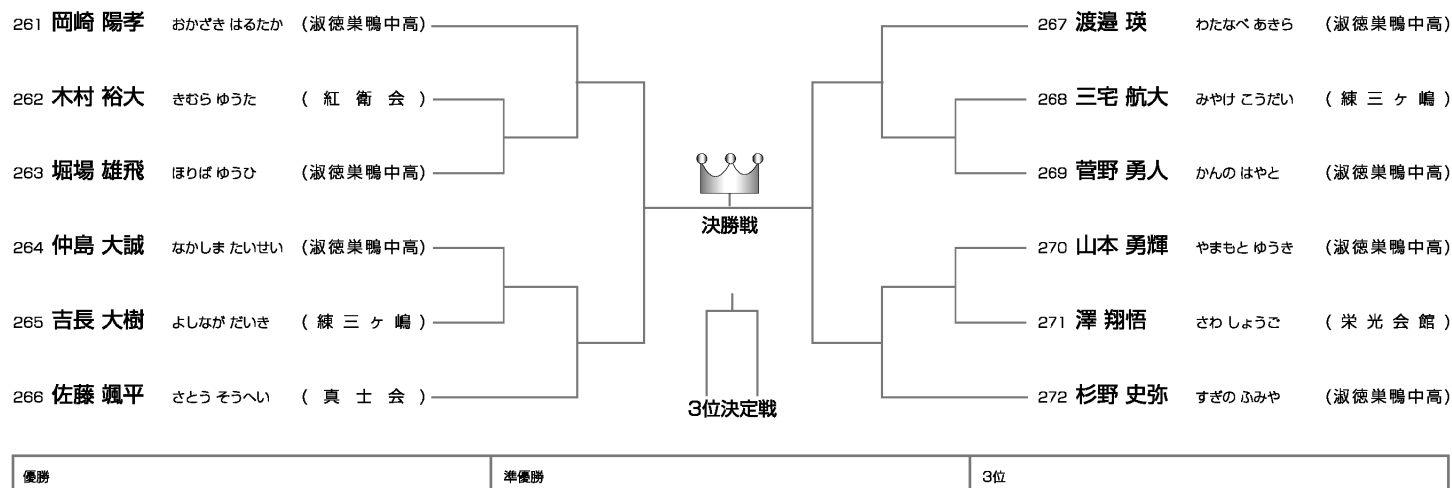 261 岡崎 陽孝 おかざき はるたか (淑徳巣鴨中高)
262 木村 裕大 きむら ゆうた ( 紅 衛 会 )
263 堀場 雄飛 ほりば ゆうひ (淑徳巣鴨中高)
264 仲島 大誠 なかしま たいせい (淑徳巣鴨中高)
265 吉長 大樹 よしなが だいき ( 練 三 ヶ 嶋 )
266 佐藤 颯平 さとう そうへい ( 真 士 会 )
決勝戦
3位決定戦
267 渡邉 瑛 わたなべ あきら (淑徳巣鴨中高)
268 三宅 航大 みやけ こうだい ( 練 三 ヶ 嶋 )
269 菅野 勇人 かんの はやと (淑徳巣鴨中高)
270 山本 勇輝 やまもと ゆうき (淑徳巣鴨中高)
271 澤 翔悟 さわ しょうご ( 栄 光 会 館 )
272 杉野 史弥 すぎの ふみや (淑徳巣鴨中高)
優勝
準優勝
3位